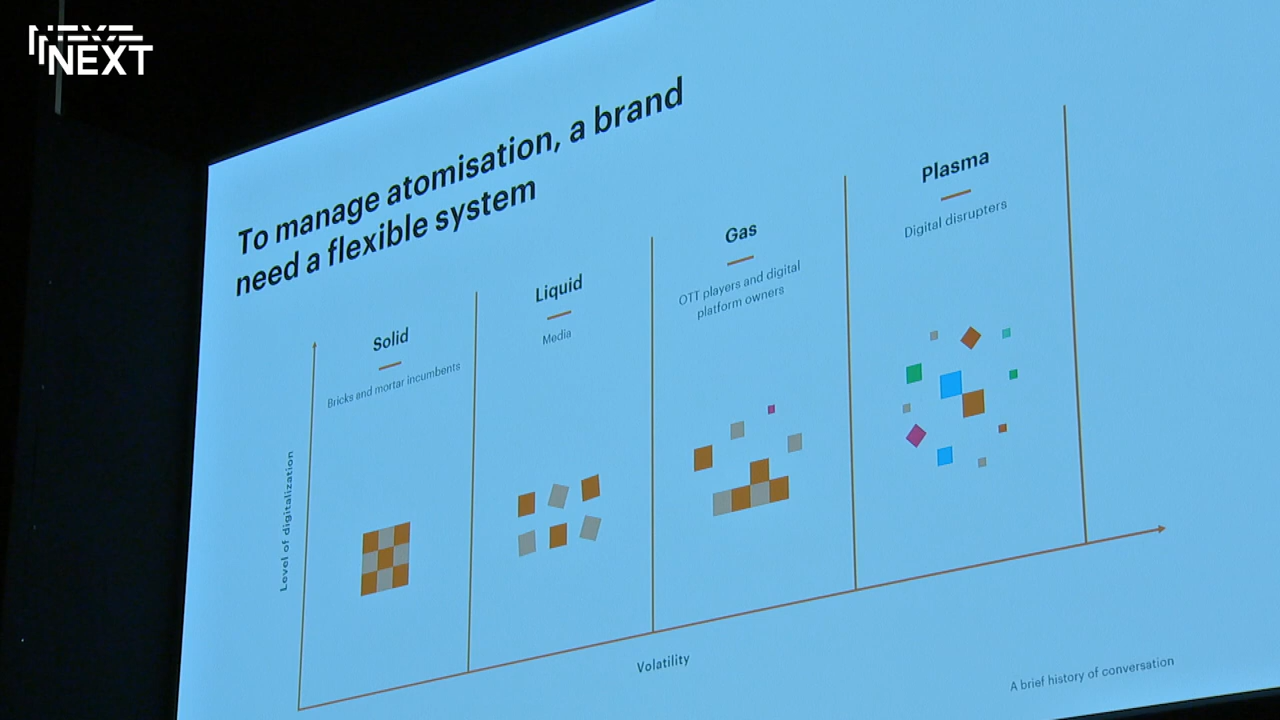 NEXT
To manage atomisation, a brand
need a flexible system
Solid
Bricks and mortar incumbents
Liquid
Media
Gas
OTT players and digital
platform owners
Plasma
Digital disrupters
Level of digitalization
Volatility
A brief history of conversation